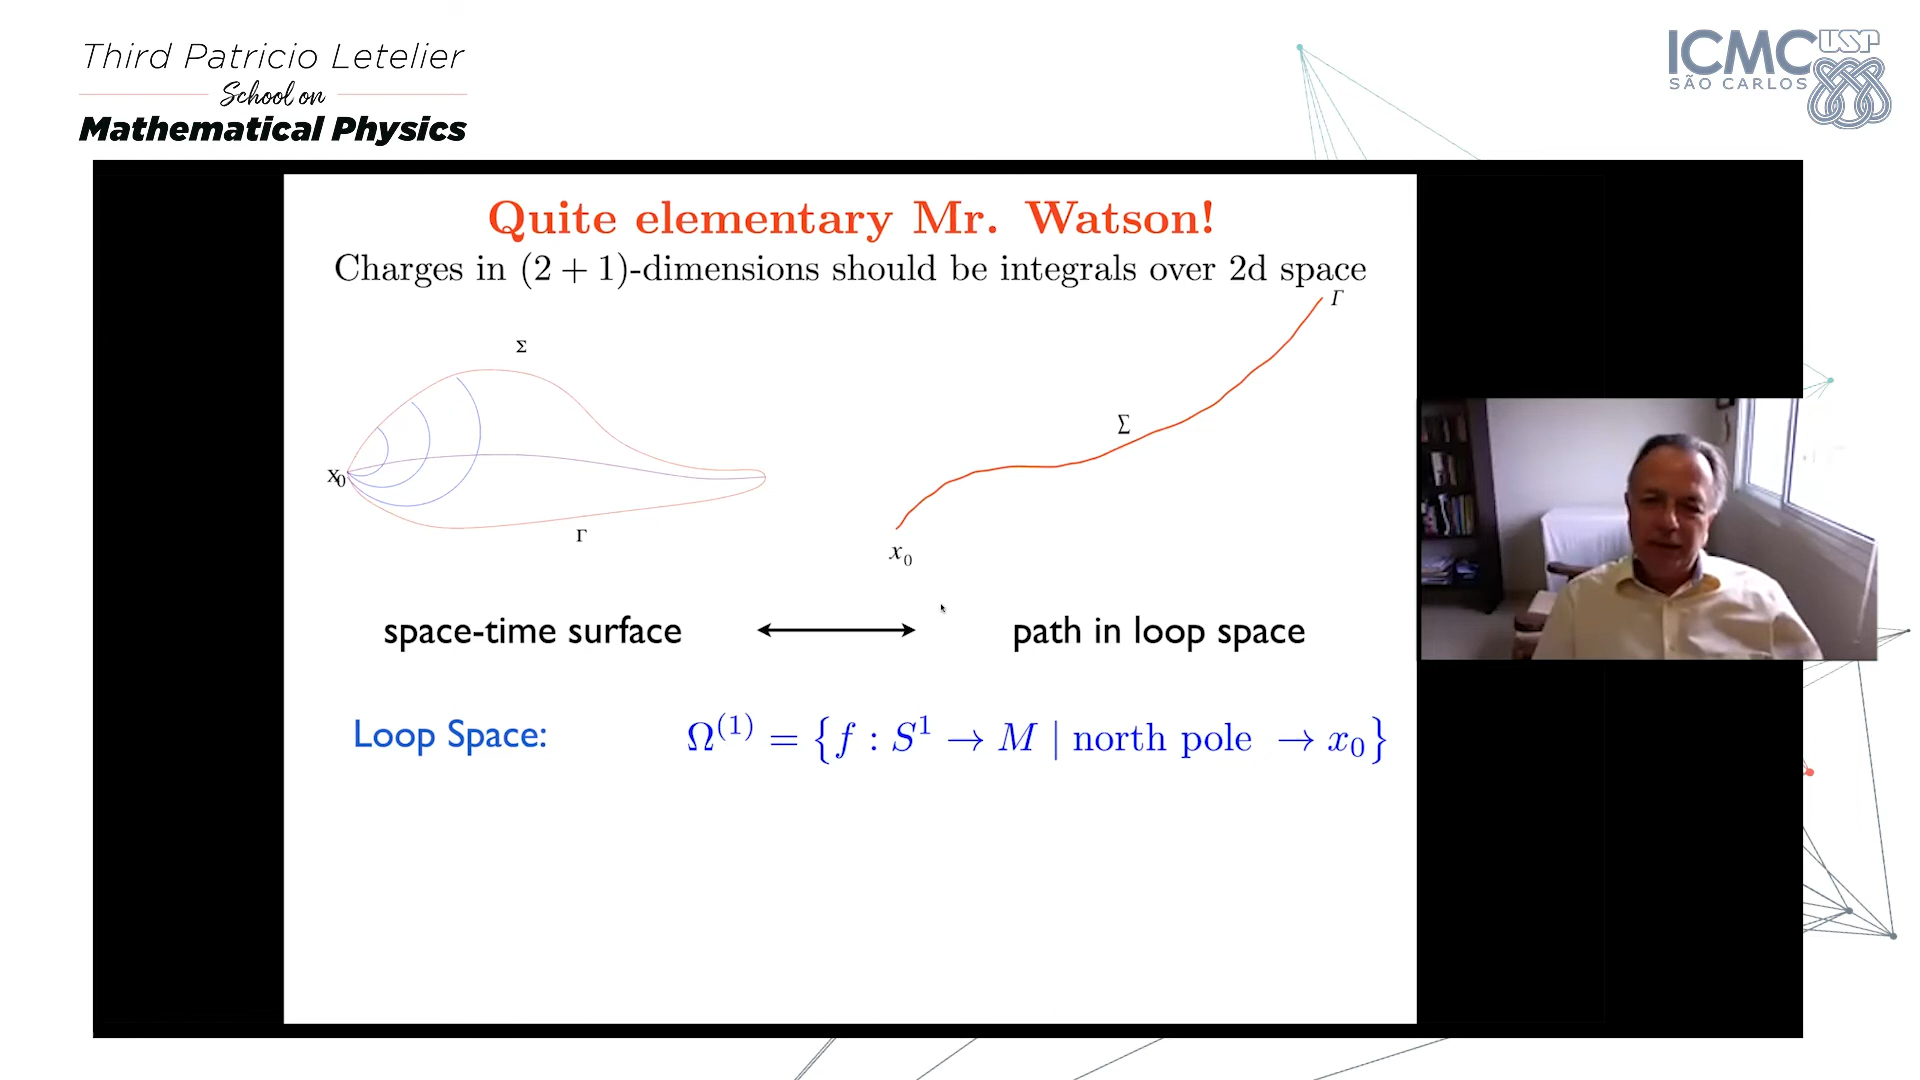 Third Patricio Letelier
School on
Mathematical Physics
ICMC USP
SÃO CARLOS
Quite elementary Mr. Watson!
Charges in (2 + 1)-dimensions should be integrals over 2d space
Γ
Σ
Σ
x₀
Γ
x₀
space-time surface
path in loop space
Loop Space:
Ω⁽¹⁾ = {f : S¹ → M | north pole → x₀}